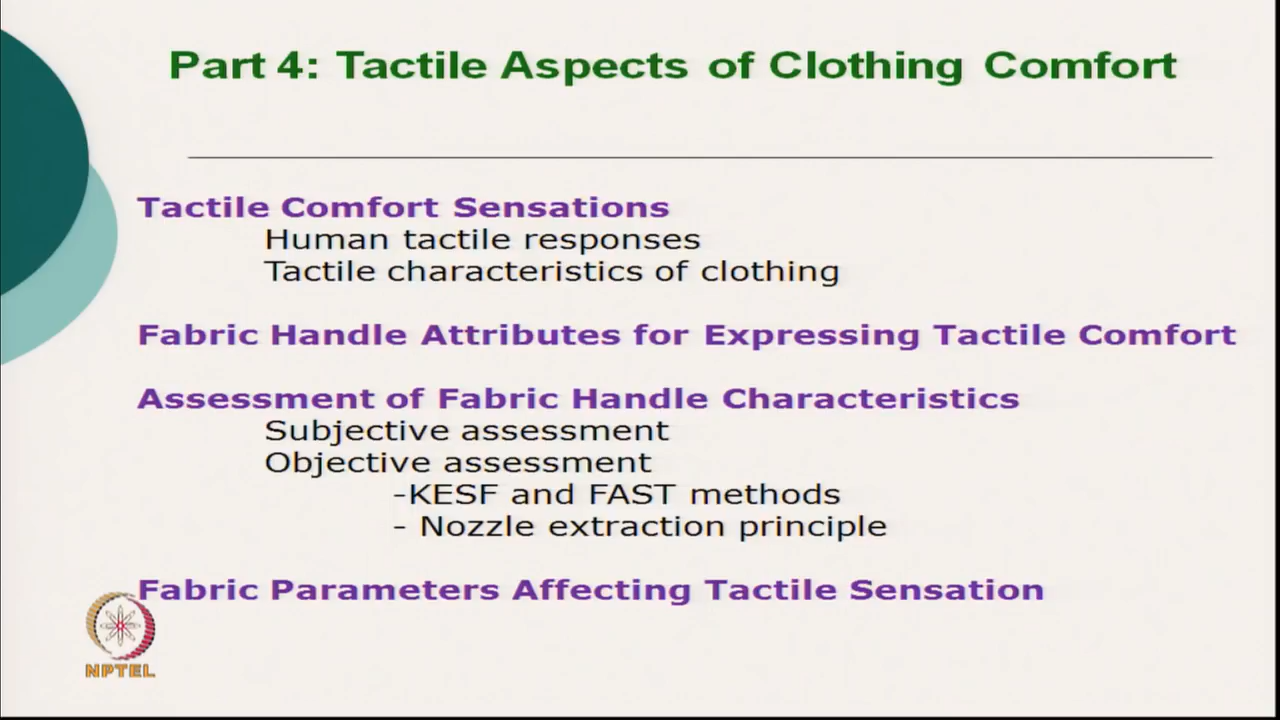 Part 4: Tactile Aspects of Clothing Comfort
Tactile Comfort Sensations
Human tactile responses
Tactile characteristics of clothing
Fabric Handle Attributes for Expressing Tactile Comfort
Assessment of Fabric Handle Characteristics
Subjective assessment
Objective assessment
-KESF and FAST methods
- Nozzle extraction principle
Fabric Parameters Affecting Tactile Sensation
NPTEL